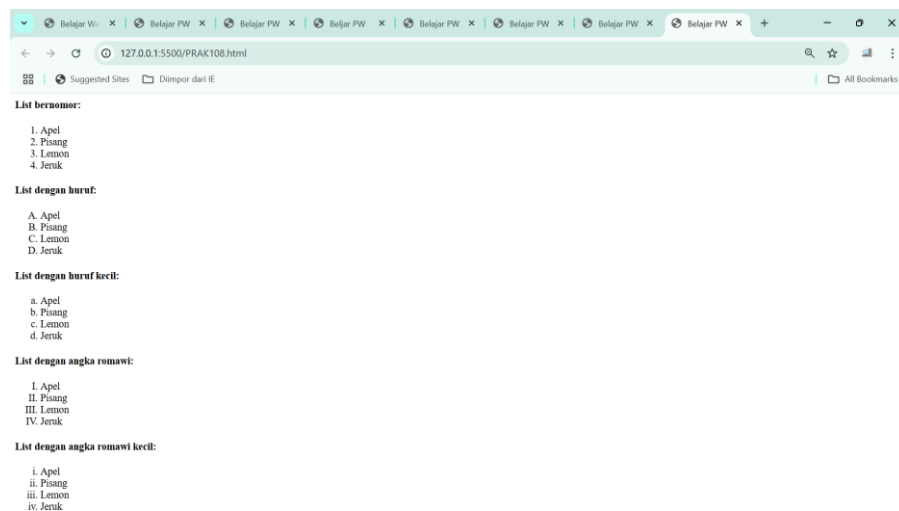 Belajar We
Belajar PW
Belajar PW
Beljar PW
Belajar PW
Belajar PW
Belajar PW
Belajar PW
127.0.0.1:5500/PRAK108.html
Suggested Sites
Diimpor dari IE
All Bookmarks
List bernomor:
1. Apel
2. Pisang
3. Lemon
4. Jeruk
List dengan huruf:
A. Apel
B. Pisang
C. Lemon
D. Jeruk
List dengan huruf kecil:
a. Apel
b. Pisang
c. Lemon
d. Jeruk
List dengan angka romawi:
I. Apel
II. Pisang
III. Lemon
IV. Jeruk
List dengan angka romawi kecil:
i. Apel
ii. Pisang
iii. Lemon
iv. Jeruk